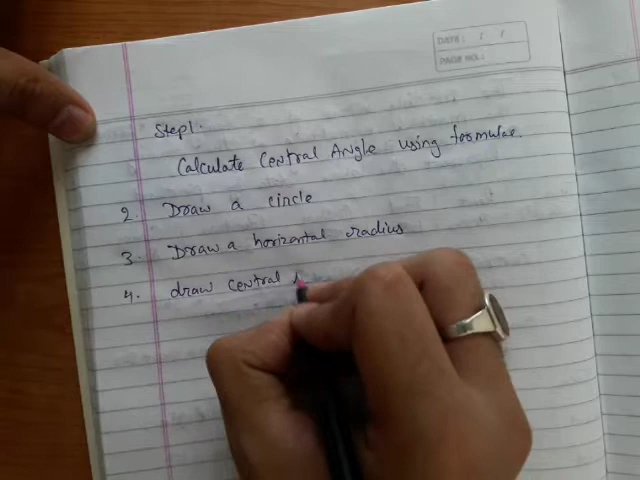 DATE: / /
PAGE NO.:
Step1.
Calculate Central Angle using formulae.
2. Draw a circle
3. Draw a horizontal radius
4. draw Central